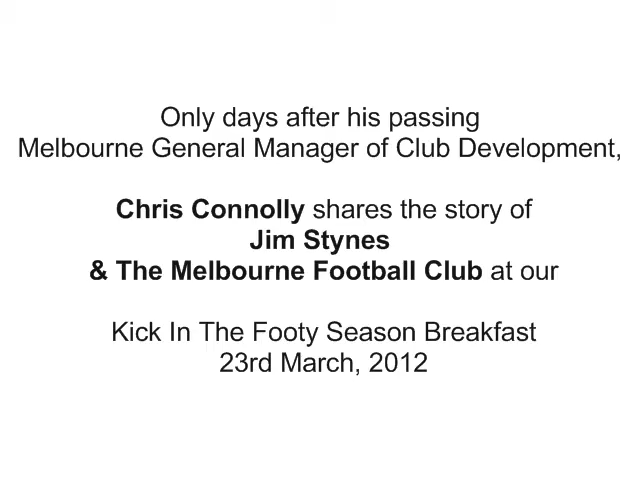 Only days after his passing
Melbourne General Manager of Club Development,
Chris Connolly shares the story of
Jim Stynes
& The Melbourne Football Club at our
Kick In The Footy Season Breakfast
23rd March, 2012